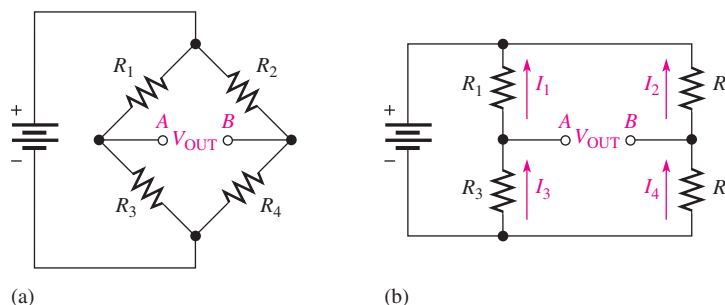 R1 R2
+
A VOUT B
−
R3 R4
(a)
R1 I1 I2 R
+
A VOUT B
−
R3 I3 I4 R
(b)